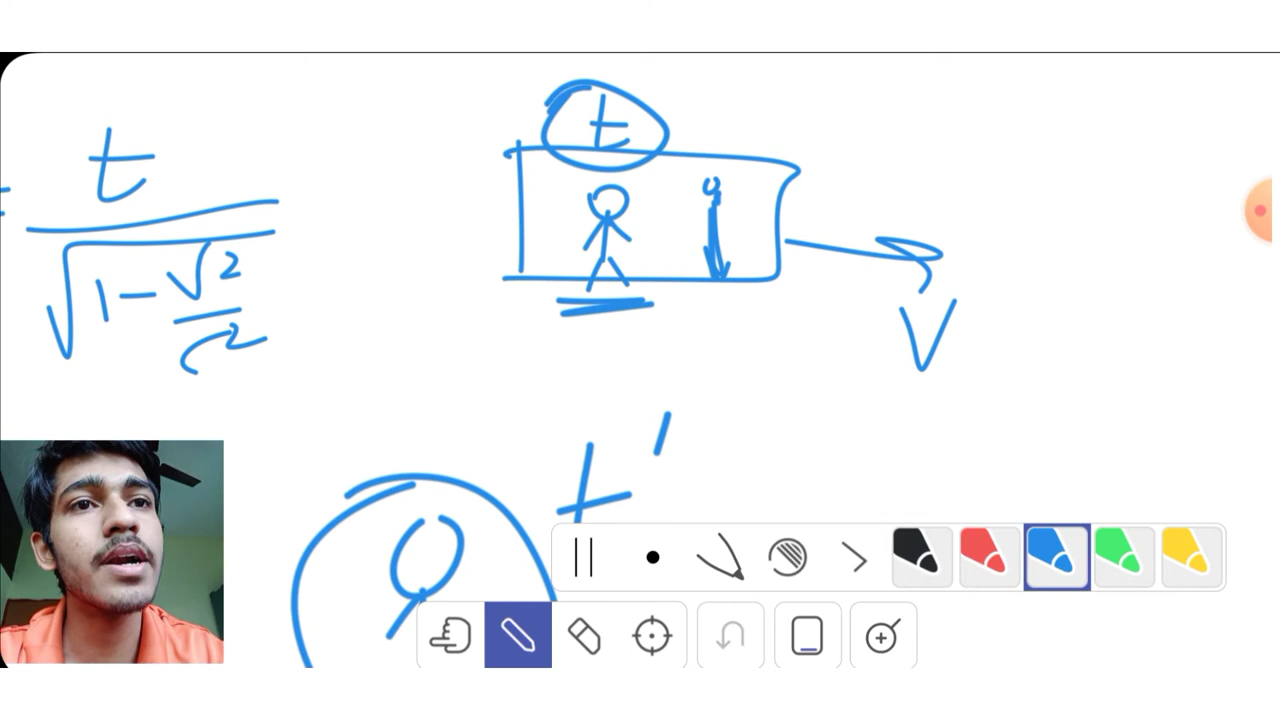 t
= t
√1 - v²
c²
V
t'